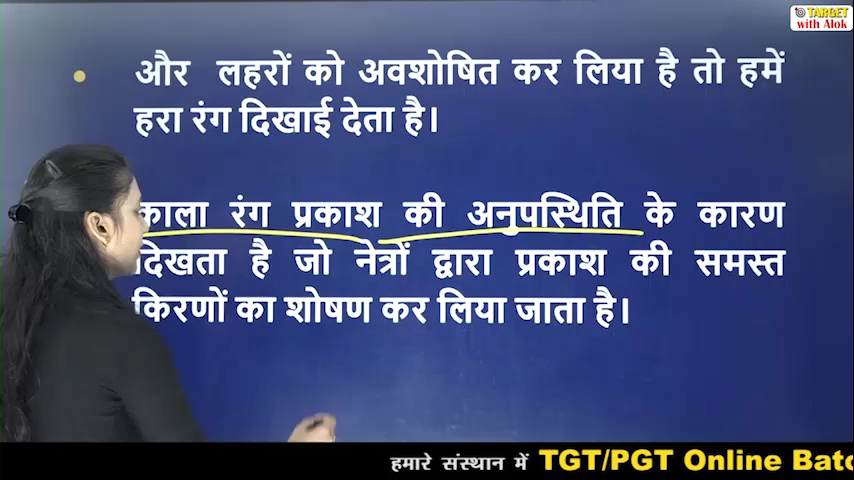 TARGET
with Alok
और लहरों को अवशोषित कर लिया है तो हमें
हरा रंग दिखाई देता है।
काला रंग प्रकाश की अनुपस्थिति के कारण
दिखता है जो नेत्रों द्वारा प्रकाश की समस्त
किरणों का शोषण कर लिया जाता है।
हमारे संस्थान में TGT/PGT Online Batc